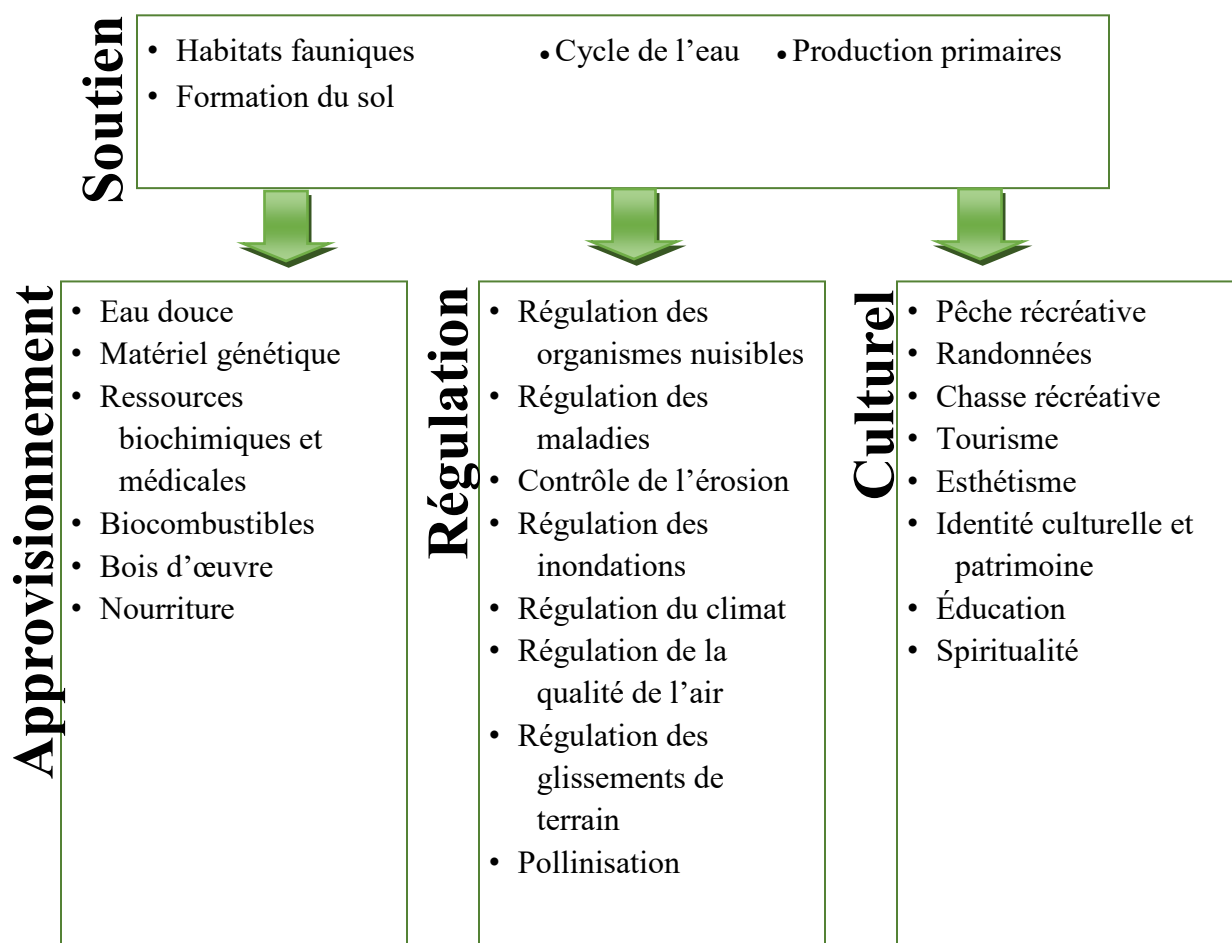 Soutien
• Habitats fauniques • Cycle de l’eau • Production primaires
• Formation du sol
Approvisionnement
• Eau douce
• Matériel génétique
• Ressources
biochimiques et
médicales
• Biocombustibles
• Bois d’œuvre
• Nourriture
Régulation
• Régulation des
organismes nuisibles
• Régulation des
maladies
• Contrôle de l’érosion
• Régulation des
inondations
• Régulation du climat
• Régulation de la
qualité de l’air
• Régulation des
glissements de
terrain
• Pollinisation
Culturel
• Pêche récréative
• Randonnées
• Chasse récréative
• Tourisme
• Esthétisme
• Identité culturelle et
patrimoine
• Éducation
• Spiritualité